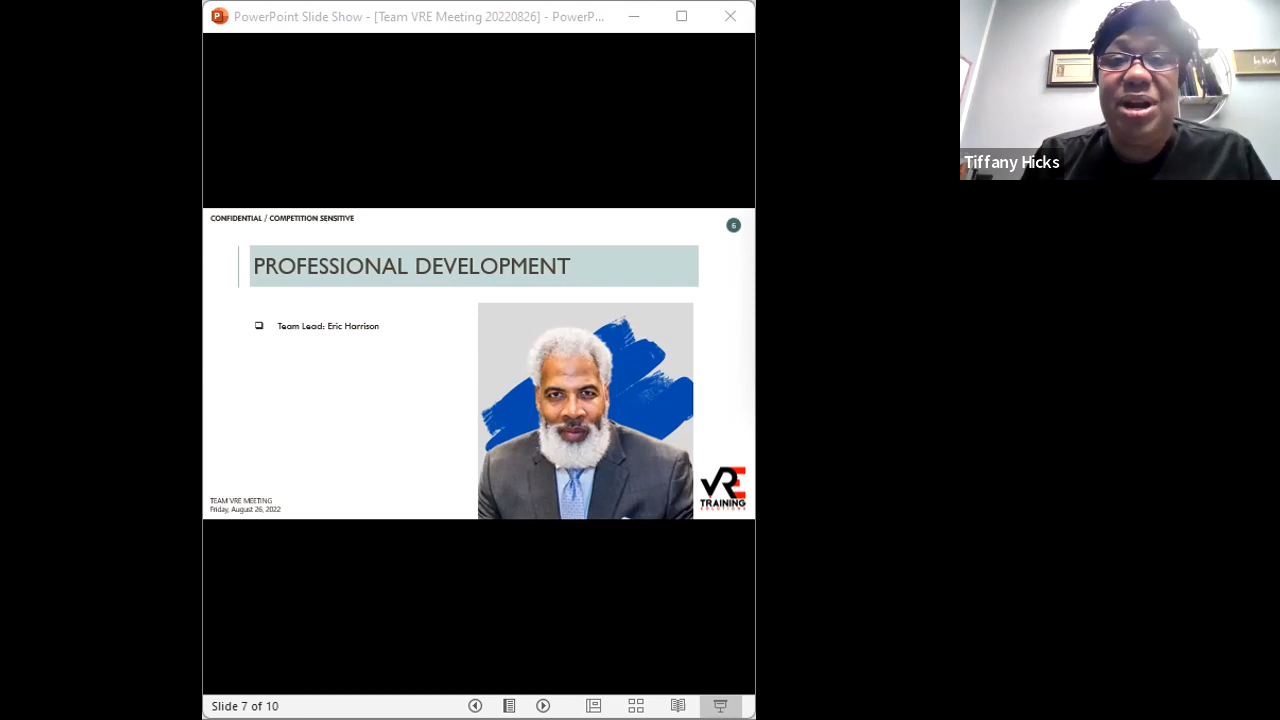 PowerPoint Slide Show - [Team VRE Meeting 20220826] - PowerP...
CONFIDENTIAL / COMPETITION SENSITIVE
6
PROFESSIONAL DEVELOPMENT
Team Lead: Eric Harrison
VRE
TRAINING
SOLUTIONS
TEAM VRE MEETING
Friday, August 26, 2022
Slide 7 of 10
Tiffany Hicks